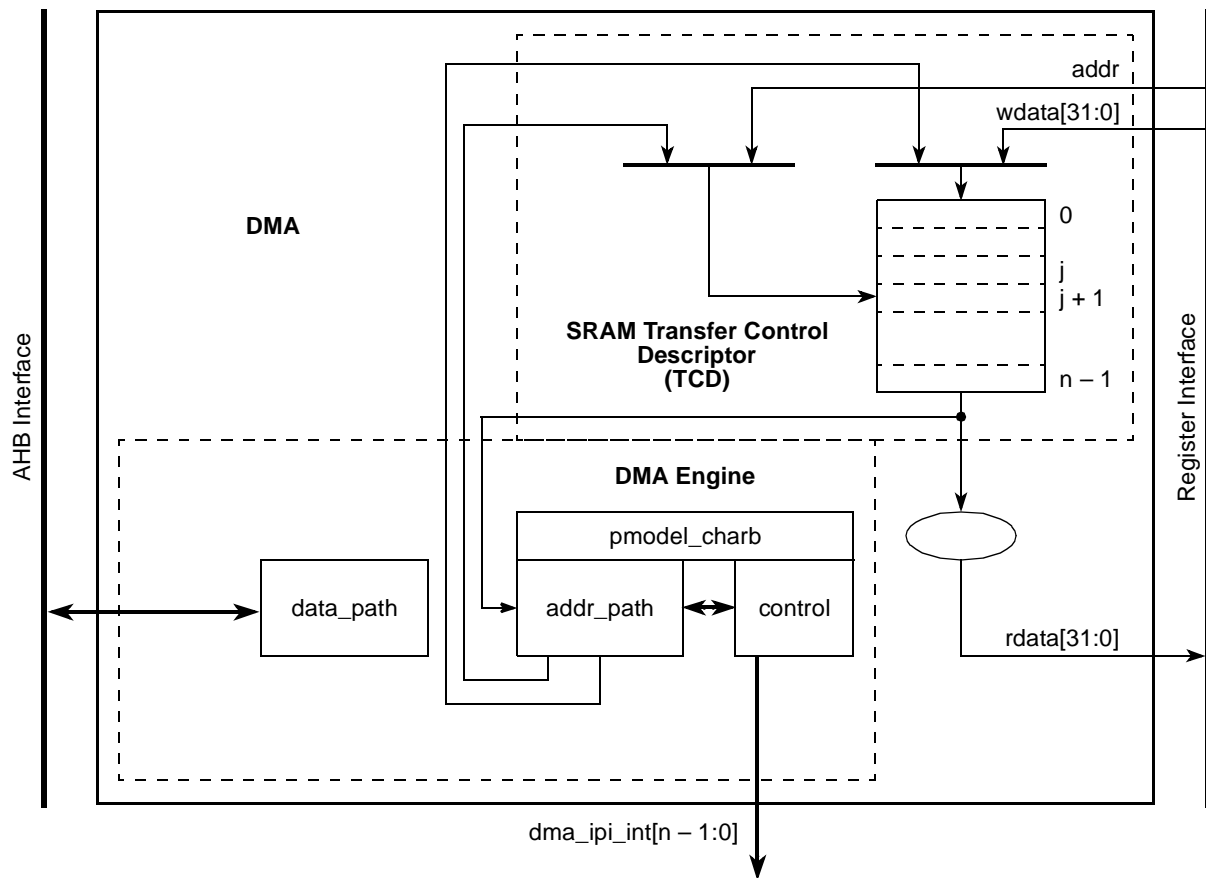 addr
wdata[31:0]
0
DMA
j
j + 1
SRAM Transfer Control
Descriptor
(TCD)
n – 1
AHB Interface
Register Interface
DMA Engine
pmodel_charb
data_path
addr_path
control
rdata[31:0]
dma_ipi_int[n – 1:0]